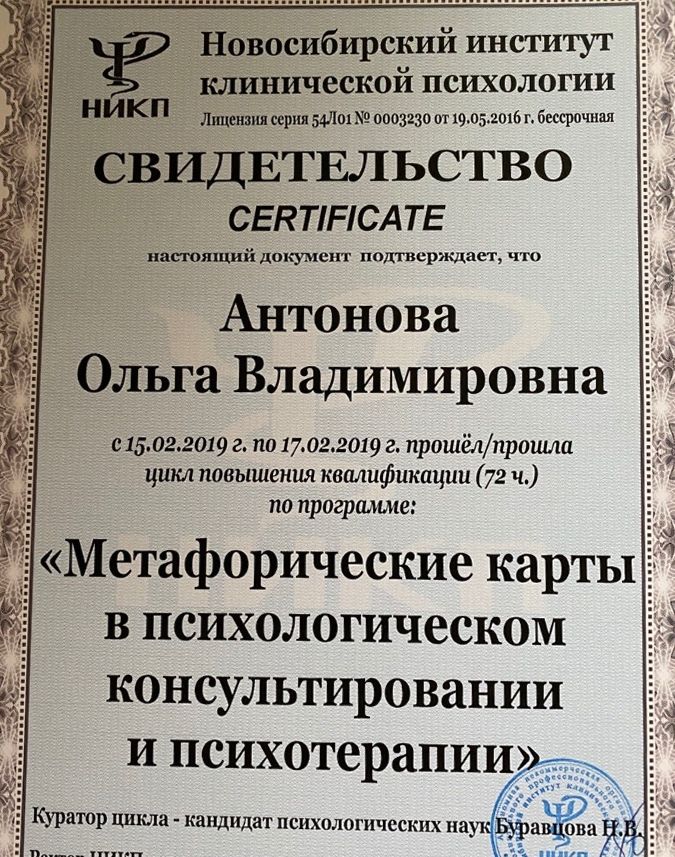 НИКП
Новосибирский институт
клинической психологии
Лицензия серия 54Л01 № 0003230 от 19.05.2016 г. бессрочная
СВИДЕТЕЛЬСТВО
CERTIFICATE
настоящий документ подтверждает, что
Антонова
Ольга Владимировна
с 15.02.2019 г. по 17.02.2019 г. прошёл/прошла
цикл повышения квалификации (72 ч.)
по программе:
«Метафорические карты
в психологическом
консультировании
и психотерапии»
Куратор цикла - кандидат психологических наук Буравцова Н.В.
Ректор НИКП